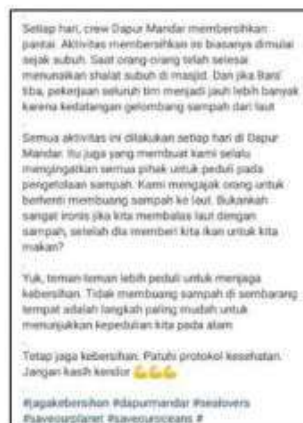 Setiap hari, crew Dapur Mandar membersihkan
pantai. Aktivitas membersihkan ini biasanya dimulai
sejak subuh. Saat orang-orang telah selesai
menunaikan shalat subuh di masjid. Dan jika Bara'
tiba, pekerjaan seluruh tim menjadi jauh lebih banyak
karena kedatangan gelombang sampah dari laut

Semua aktivitas ini dilakukan setiap hari di Dapur
Mandar. Itu juga yang membuat kami selalu
mengingatkan semua pihak untuk peduli pada
pengelolaan sampah. Kami mengajak orang untuk
berhenti membuang sampah ke laut. Bukankah
sangat ironis jika kita membalas laut dengan
sampah, setelah dia memberi kita ikan untuk kita
makan?

Yuk, teman-teman lebih peduli untuk menjaga
kebersihan. Tidak membuang sampah di sembarang
tempat adalah langkah paling mudah untuk
menunjukkan kepedulian kita pada alam

Tetap jaga kebersihan. Patuhi protokol kesehatan.
Jangan kasih kendor 💪💪💪

#jagakebersihan #dapurmandar #sealovers
#saveourplanet #saveouroceans #